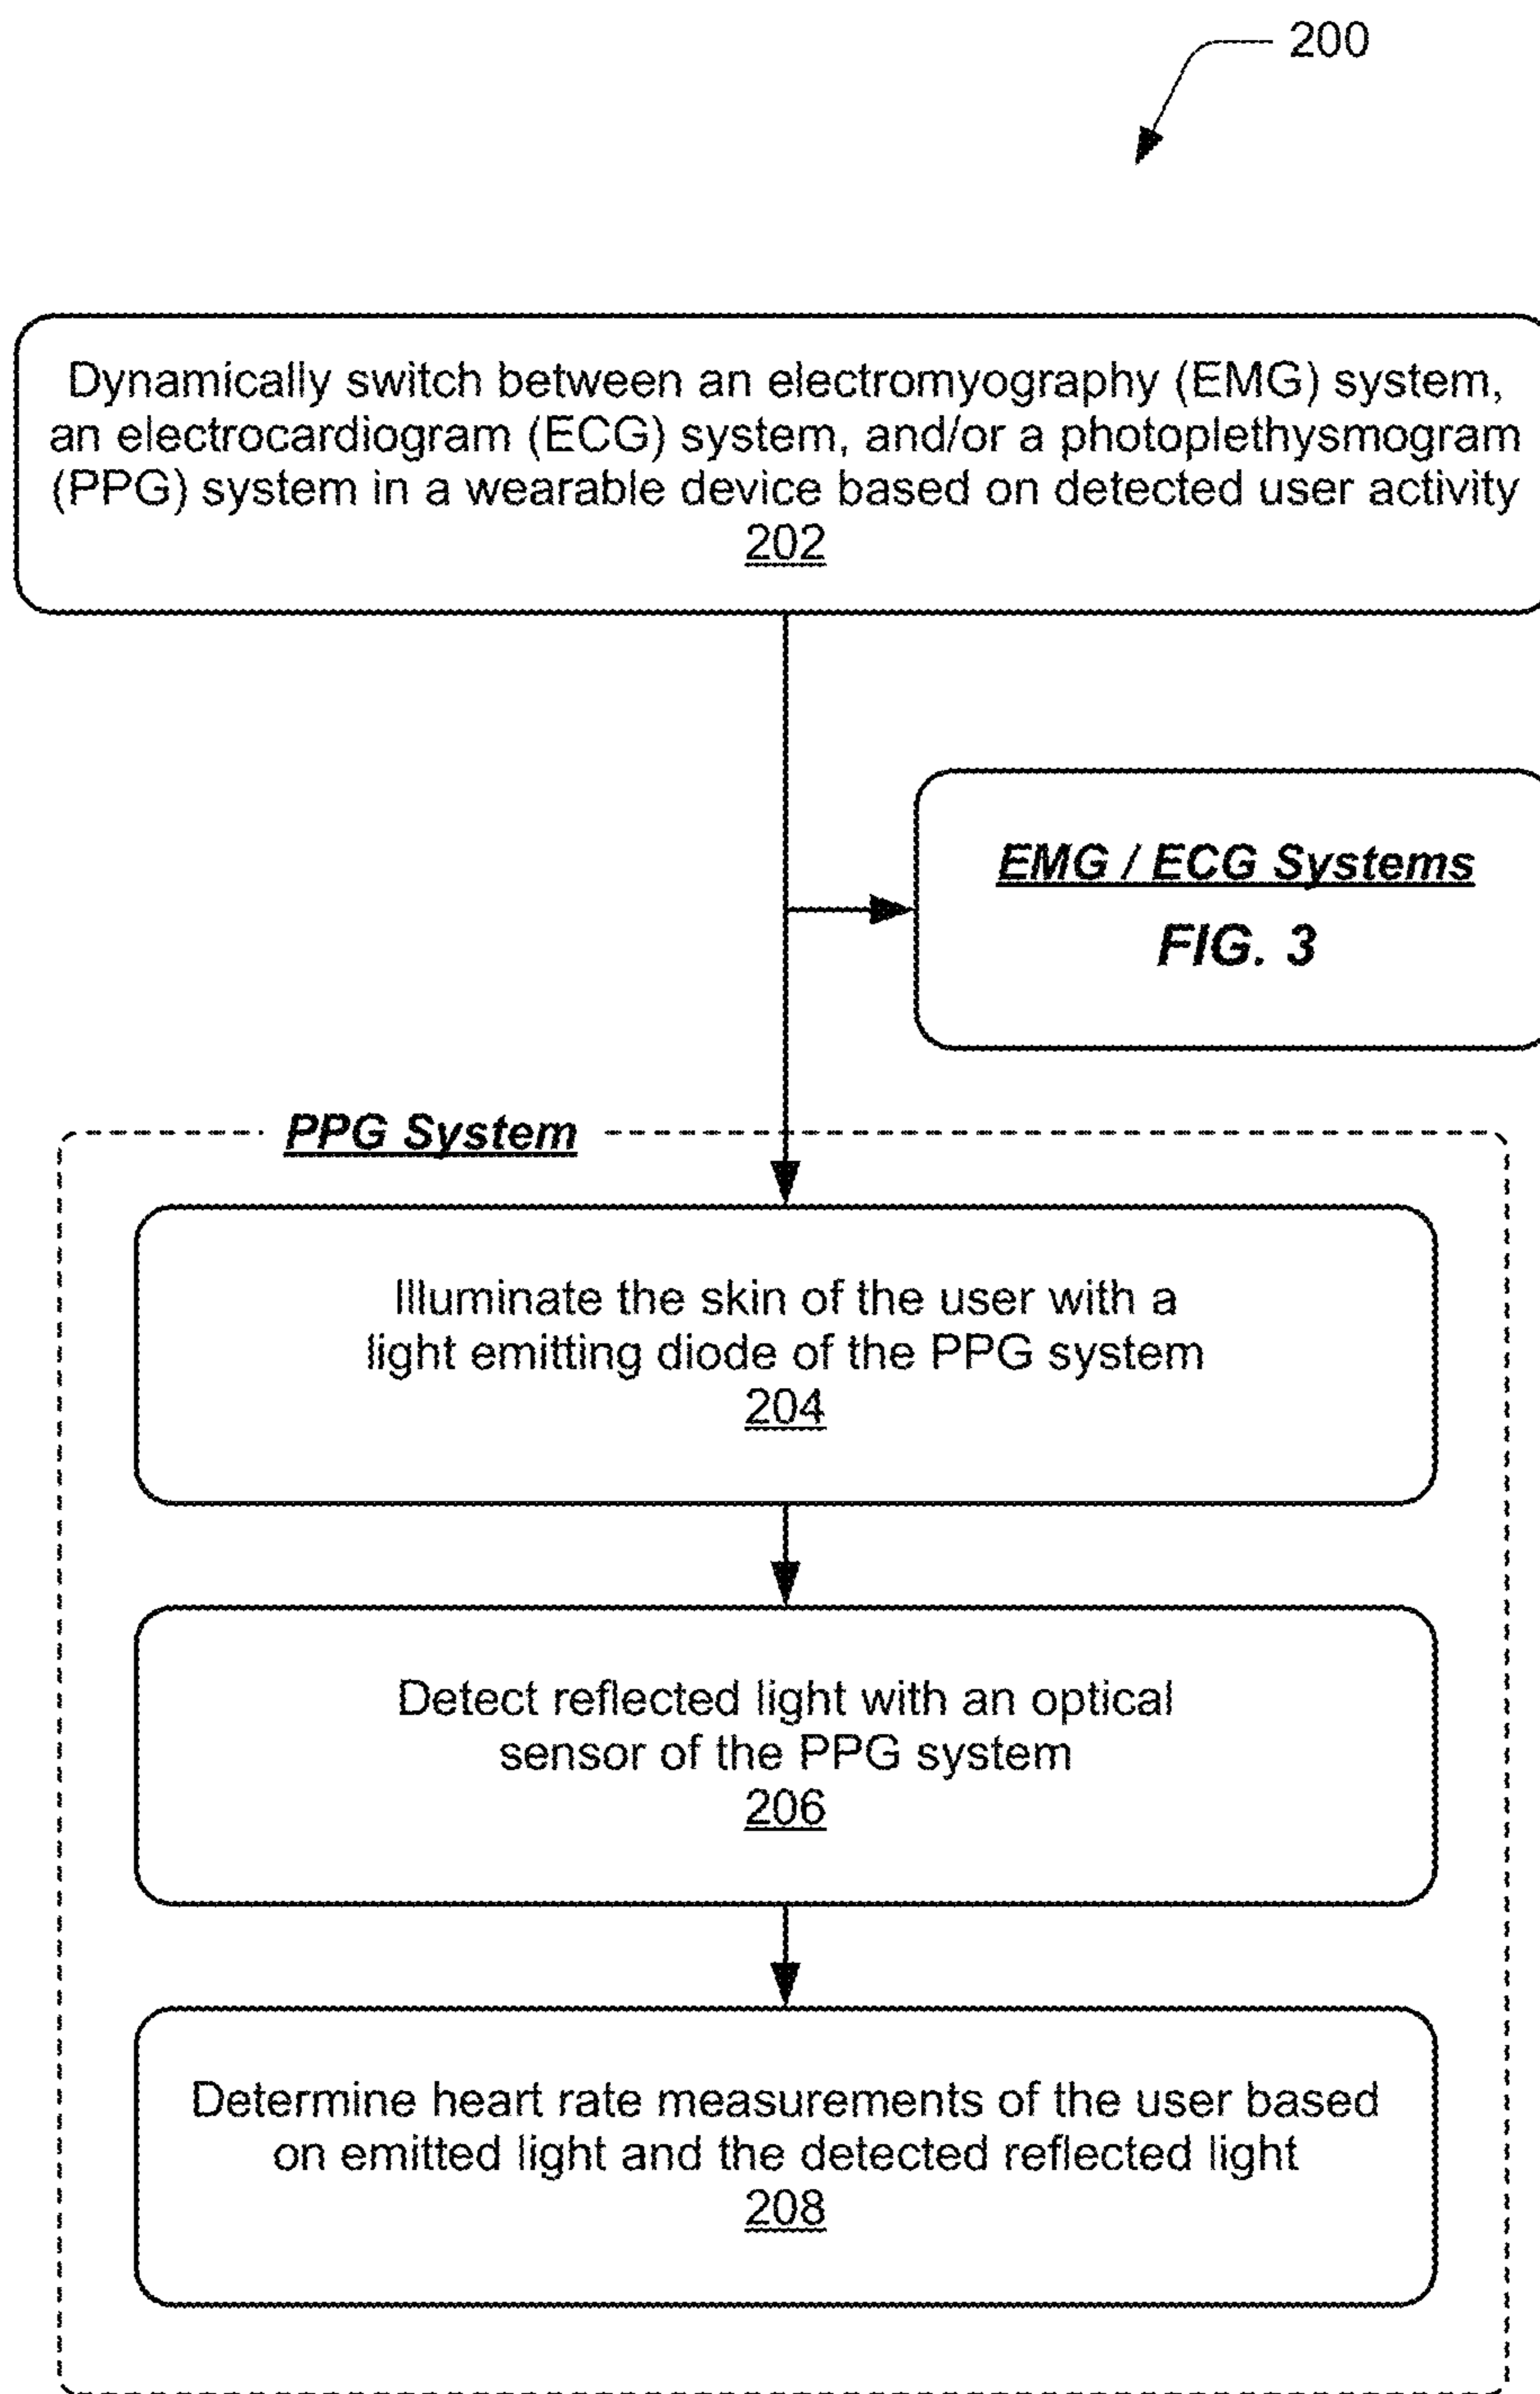 200
Dynamically switch between an electromyography (EMG) system,
an electrocardiogram (ECG) system, and/or a photoplethysmogram
(PPG) system in a wearable device based on detected user activity
202
EMG / ECG Systems
FIG. 3
PPG System
Illuminate the skin of the user with a
light emitting diode of the PPG system
204
Detect reflected light with an optical
sensor of the PPG system
206
Determine heart rate measurements of the user based
on emitted light and the detected reflected light
208